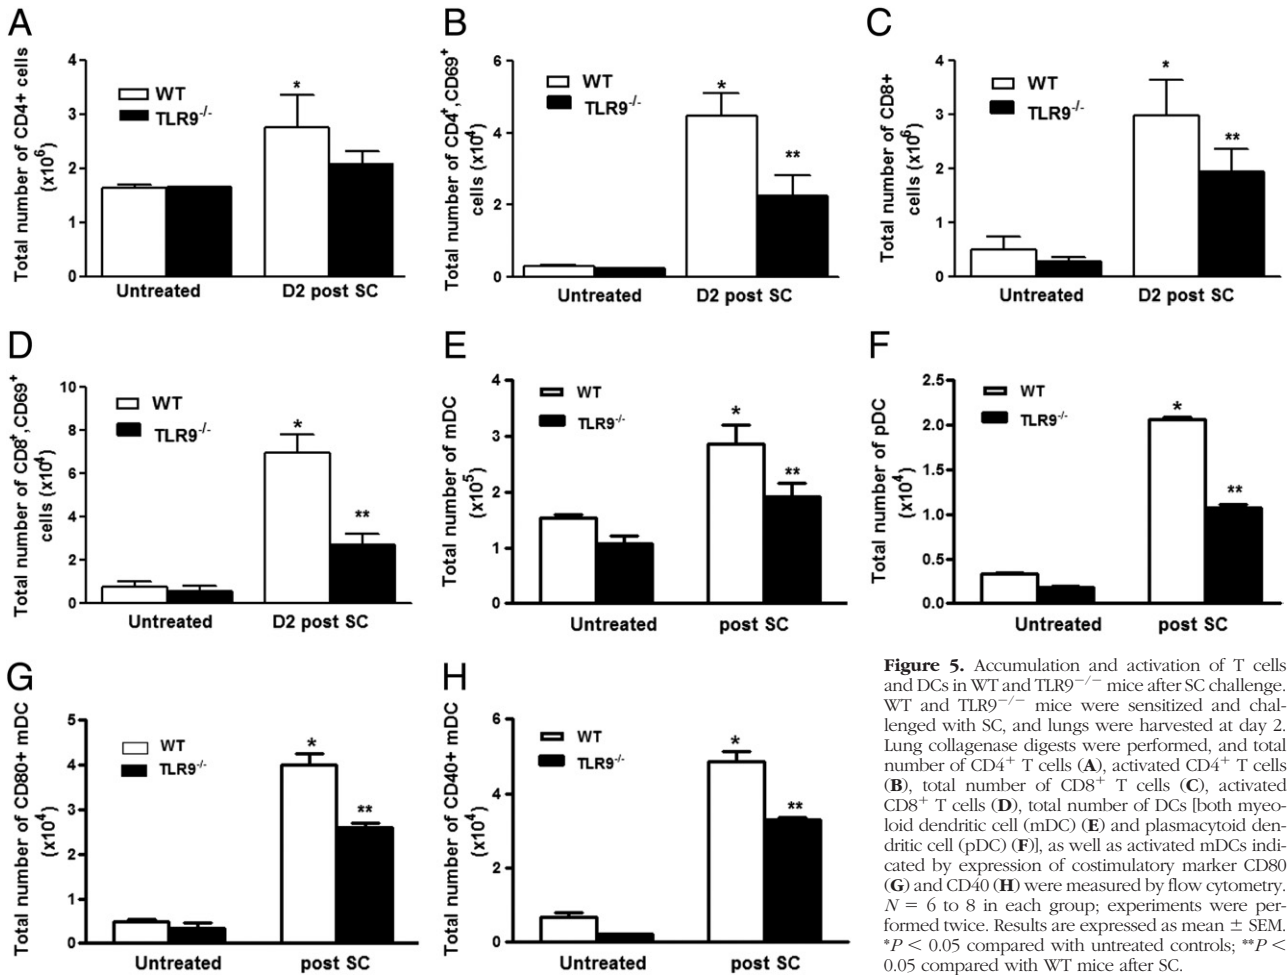 A
Total number of CD4+ cells
(x10⁶)
4
3
2
1
0
WT
TLR9⁻/⁻
*
Untreated
D2 post SC
B
Total number of CD4⁺, CD69⁺
cells (x10⁴)
6
4
2
0
WT
TLR9⁻/⁻
*
**
Untreated
D2 post SC
C
Total number of CD8+
cells (x10⁶)
4
3
2
1
0
WT
TLR9⁻/⁻
*
**
Untreated
D2 post SC
D
Total number of CD8⁺, CD69⁺
cells (x10⁴)
10
8
6
4
2
0
WT
TLR9⁻/⁻
*
**
Untreated
D2 post SC
E
Total number of mDC
(x10⁵)
4
3
2
1
0
WT
TLR9⁻/⁻
*
**
Untreated
post SC
F
Total number of pDC
(x10⁴)
2.5
2.0
1.5
1.0
0.5
0.0
WT
TLR9⁻/⁻
*
**
Untreated
post SC
G
Total number of CD80+ mDC
(x10⁴)
5
4
3
2
1
0
WT
TLR9⁻/⁻
*
**
Untreated
post SC
H
Total number of CD40+ mDC
(x10⁴)
6
4
2
0
WT
TLR9⁻/⁻
*
**
Untreated
post SC
Figure 5. Accumulation and activation of T cells
and DCs in WT and TLR9⁻/⁻ mice after SC challenge.
WT and TLR9⁻/⁻ mice were sensitized and chal-
lenged with SC, and lungs were harvested at day 2.
Lung collagenase digests were performed, and total
number of CD4⁺ T cells (A), activated CD4⁺ T cells
(B), total number of CD8⁺ T cells (C), activated
CD8⁺ T cells (D), total number of DCs [both myeo-
loid dendritic cell (mDC) (E) and plasmacytoid den-
dritic cell (pDC) (F)], as well as activated mDCs indi-
cated by expression of costimulatory marker CD80
(G) and CD40 (H) were measured by flow cytometry.
N = 6 to 8 in each group; experiments were per-
formed twice. Results are expressed as mean ± SEM.
*P < 0.05 compared with untreated controls; **P <
0.05 compared with WT mice after SC.